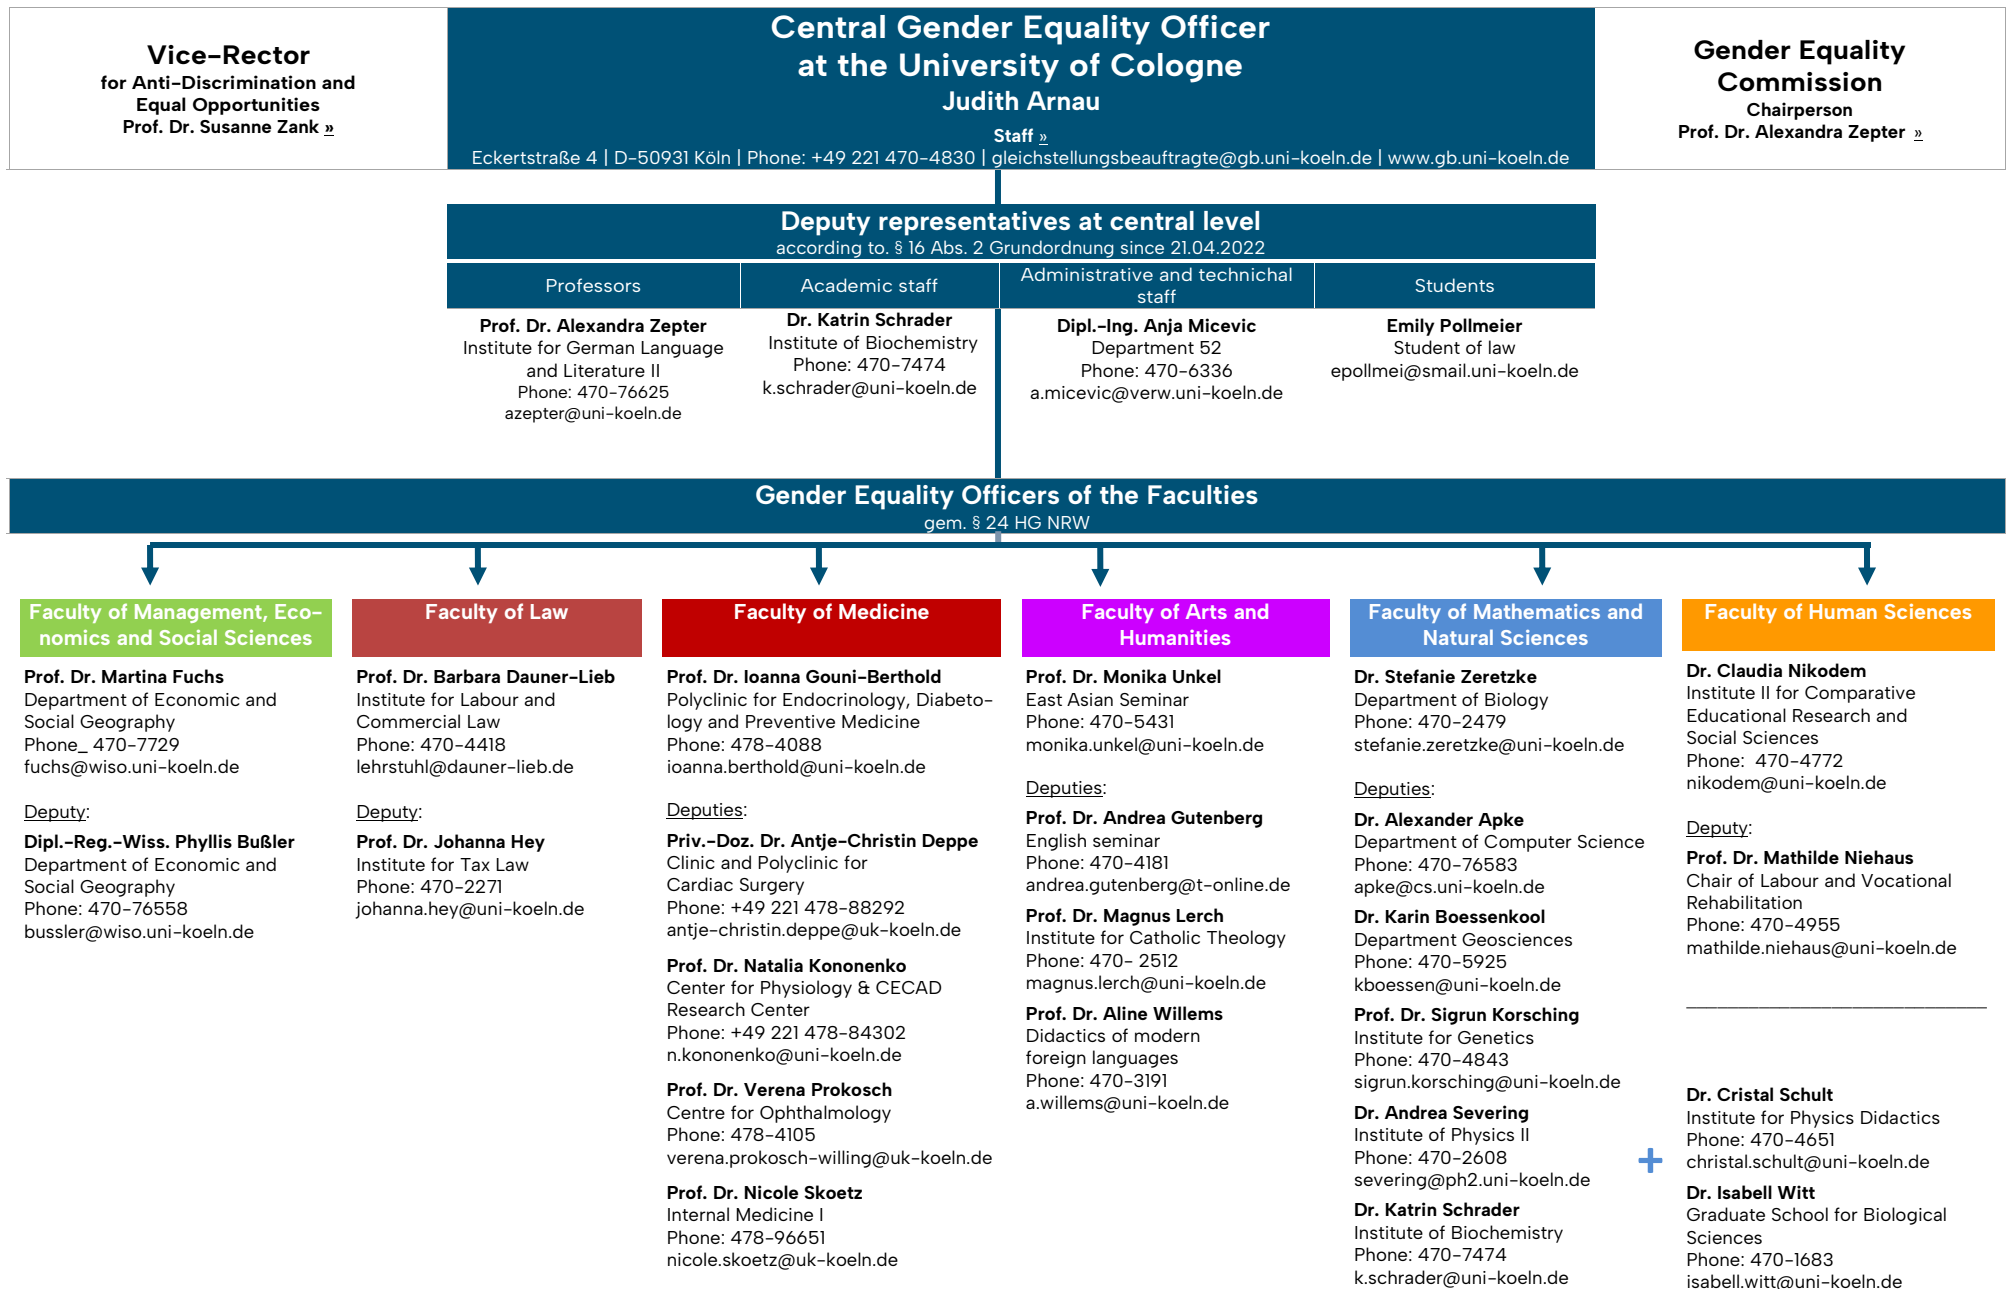 Vice-Rector
for Anti-Discrimination and
Equal Opportunities
Prof. Dr. Susanne Zank »
Central Gender Equality Officer
at the University of Cologne
Judith Arnau
Staff »
Eckertstraße 4 | D-50931 Köln | Phone: +49 221 470-4830 | gleichstellungsbeauftragte@gb.uni-koeln.de | www.gb.uni-koeln.de
Gender Equality
Commission
Chairperson
Prof. Dr. Alexandra Zepter »
Deputy representatives at central level
according to. § 16 Abs. 2 Grundordnung since 21.04.2022
Professors
Prof. Dr. Alexandra Zepter
Institute for German Language
and Literature II
Phone: 470-76625
azepter@uni-koeln.de
Academic staff
Dr. Katrin Schrader
Institute of Biochemistry
Phone: 470-7474
k.schrader@uni-koeln.de
Administrative and technichal
staff
Dipl.-Ing. Anja Micevic
Department 52
Phone: 470-6336
a.micevic@verw.uni-koeln.de
Students
Emily Pollmeier
Student of law
epollmei@smail.uni-koeln.de
Gender Equality Officers of the Faculties
gem. § 24 HG NRW
Faculty of Management, Eco-
nomics and Social Sciences
Prof. Dr. Martina Fuchs
Department of Economic and
Social Geography
Phone_ 470-7729
fuchs@wiso.uni-koeln.de
Deputy:
Dipl.-Reg.-Wiss. Phyllis Bußler
Department of Economic and
Social Geography
Phone: 470-76558
bussler@wiso.uni-koeln.de
Faculty of Law
Prof. Dr. Barbara Dauner-Lieb
Institute for Labour and
Commercial Law
Phone: 470-4418
lehrstuhl@dauner-lieb.de
Deputy:
Prof. Dr. Johanna Hey
Institute for Tax Law
Phone: 470-2271
johanna.hey@uni-koeln.de
Faculty of Medicine
Prof. Dr. Ioanna Gouni-Berthold
Polyclinic for Endocrinology, Diabeto-
logy and Preventive Medicine
Phone: 478-4088
ioanna.berthold@uni-koeln.de
Deputies:
Priv.-Doz. Dr. Antje-Christin Deppe
Clinic and Polyclinic for
Cardiac Surgery
Phone: +49 221 478-88292
antje-christin.deppe@uk-koeln.de
Prof. Dr. Natalia Kononenko
Center for Physiology & CECAD
Research Center
Phone: +49 221 478-84302
n.kononenko@uni-koeln.de
Prof. Dr. Verena Prokosch
Centre for Ophthalmology
Phone: 478-4105
verena.prokosch-willing@uk-koeln.de
Prof. Dr. Nicole Skoetz
Internal Medicine I
Phone: 478-96651
nicole.skoetz@uk-koeln.de
Faculty of Arts and
Humanities
Prof. Dr. Monika Unkel
East Asian Seminar
Phone: 470-5431
monika.unkel@uni-koeln.de
Deputies:
Prof. Dr. Andrea Gutenberg
English seminar
Phone: 470-4181
andrea.gutenberg@t-online.de
Prof. Dr. Magnus Lerch
Institute for Catholic Theology
Phone: 470- 2512
magnus.lerch@uni-koeln.de
Prof. Dr. Aline Willems
Didactics of modern
foreign languages
Phone: 470-3191
a.willems@uni-koeln.de
Faculty of Mathematics and
Natural Sciences
Dr. Stefanie Zeretzke
Department of Biology
Phone: 470-2479
stefanie.zeretzke@uni-koeln.de
Deputies:
Dr. Alexander Apke
Department of Computer Science
Phone: 470-76583
apke@cs.uni-koeln.de
Dr. Karin Boessenkool
Department Geosciences
Phone: 470-5925
kboessen@uni-koeln.de
Prof. Dr. Sigrun Korsching
Institute for Genetics
Phone: 470-4843
sigrun.korsching@uni-koeln.de
Dr. Andrea Severing
Institute of Physics II
Phone: 470-2608
severing@ph2.uni-koeln.de
Dr. Katrin Schrader
Institute of Biochemistry
Phone: 470-7474
k.schrader@uni-koeln.de
+
Faculty of Human Sciences
Dr. Claudia Nikodem
Institute II for Comparative
Educational Research and
Social Sciences
Phone: 470-4772
nikodem@uni-koeln.de
Deputy:
Prof. Dr. Mathilde Niehaus
Chair of Labour and Vocational
Rehabilitation
Phone: 470-4955
mathilde.niehaus@uni-koeln.de
Dr. Cristal Schult
Institute for Physics Didactics
Phone: 470-4651
christal.schult@uni-koeln.de
Dr. Isabell Witt
Graduate School for Biological
Sciences
Phone: 470-1683
isabell.witt@uni-koeln.de